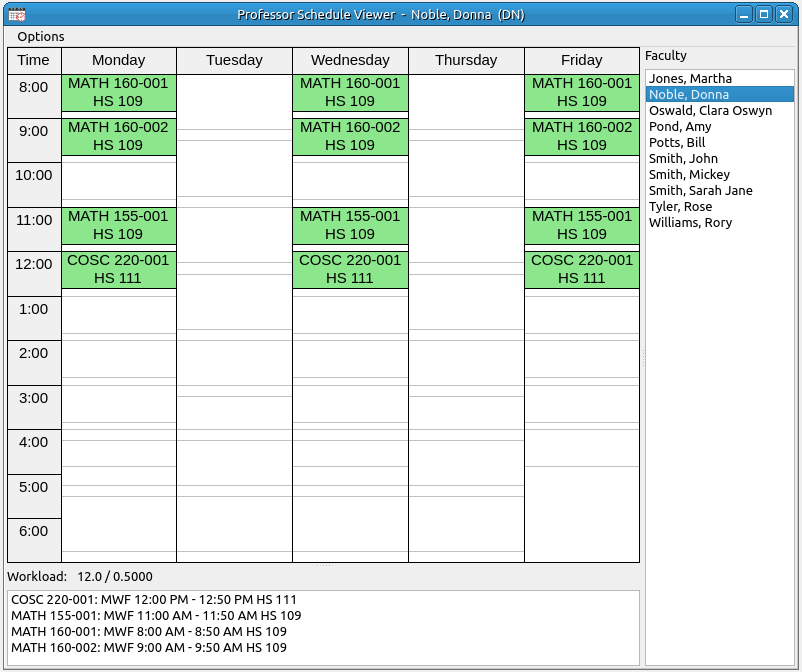 Professor Schedule Viewer - Noble, Donna (DN)
Options
Time Monday Tuesday Wednesday Thursday Friday
8:00
MATH 160-001 MATH 160-001 MATH 160-001
HS 109 HS 109 HS 109
9:00
MATH 160-002 MATH 160-002 MATH 160-002
HS 109 HS 109 HS 109
10:00
11:00
MATH 155-001 MATH 155-001 MATH 155-001
HS 109 HS 109 HS 109
12:00
COSC 220-001 COSC 220-001 COSC 220-001
HS 111 HS 111 HS 111
1:00
2:00
3:00
4:00
5:00
6:00
Faculty
Jones, Martha
Noble, Donna
Oswald, Clara Oswyn
Pond, Amy
Potts, Bill
Smith, John
Smith, Mickey
Smith, Sarah Jane
Tyler, Rose
Williams, Rory
Workload: 12.0 / 0.5000
COSC 220-001: MWF 12:00 PM - 12:50 PM HS 111
MATH 155-001: MWF 11:00 AM - 11:50 AM HS 109
MATH 160-001: MWF 8:00 AM - 8:50 AM HS 109
MATH 160-002: MWF 9:00 AM - 9:50 AM HS 109